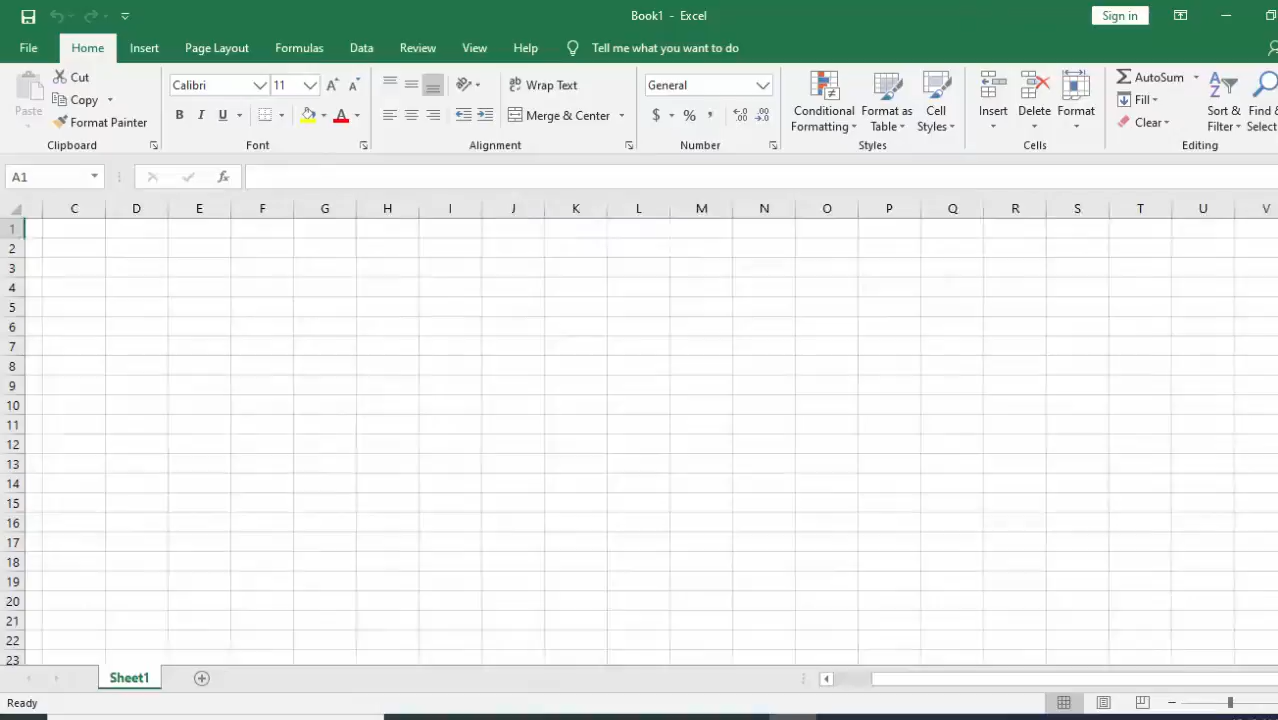 Book1 - Excel
Sign in
File Home Insert Page Layout Formulas Data Review View Help Tell me what you want to do
Paste
Cut
Copy
Format Painter
Clipboard
Calibri 11
B I U
Font
Wrap Text
Merge & Center
Alignment
General
$ % ,
Number
Conditional Formatting
Format as Table
Cell Styles
Styles
Insert
Delete
Format
Cells
AutoSum
Fill
Clear
Sort & Filter
Find
Select
Editing
A1
fx
C D E F G H I J K L M N O P Q R S T U V
1
2
3
4
5
6
7
8
9
10
11
12
13
14
15
16
17
18
19
20
21
22
23
Sheet1
Ready